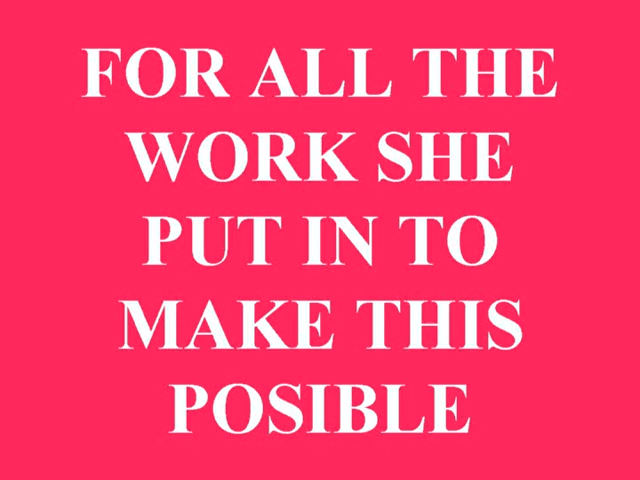 FOR ALL THE
WORK SHE
PUT IN TO
MAKE THIS
POSIBLE